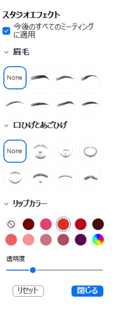 スタジオエフェクト
今後のすべてのミーティング
に適用
眉毛
None
口ひげとあごひげ
None
リップカラー
透明度
リセット
閉じる